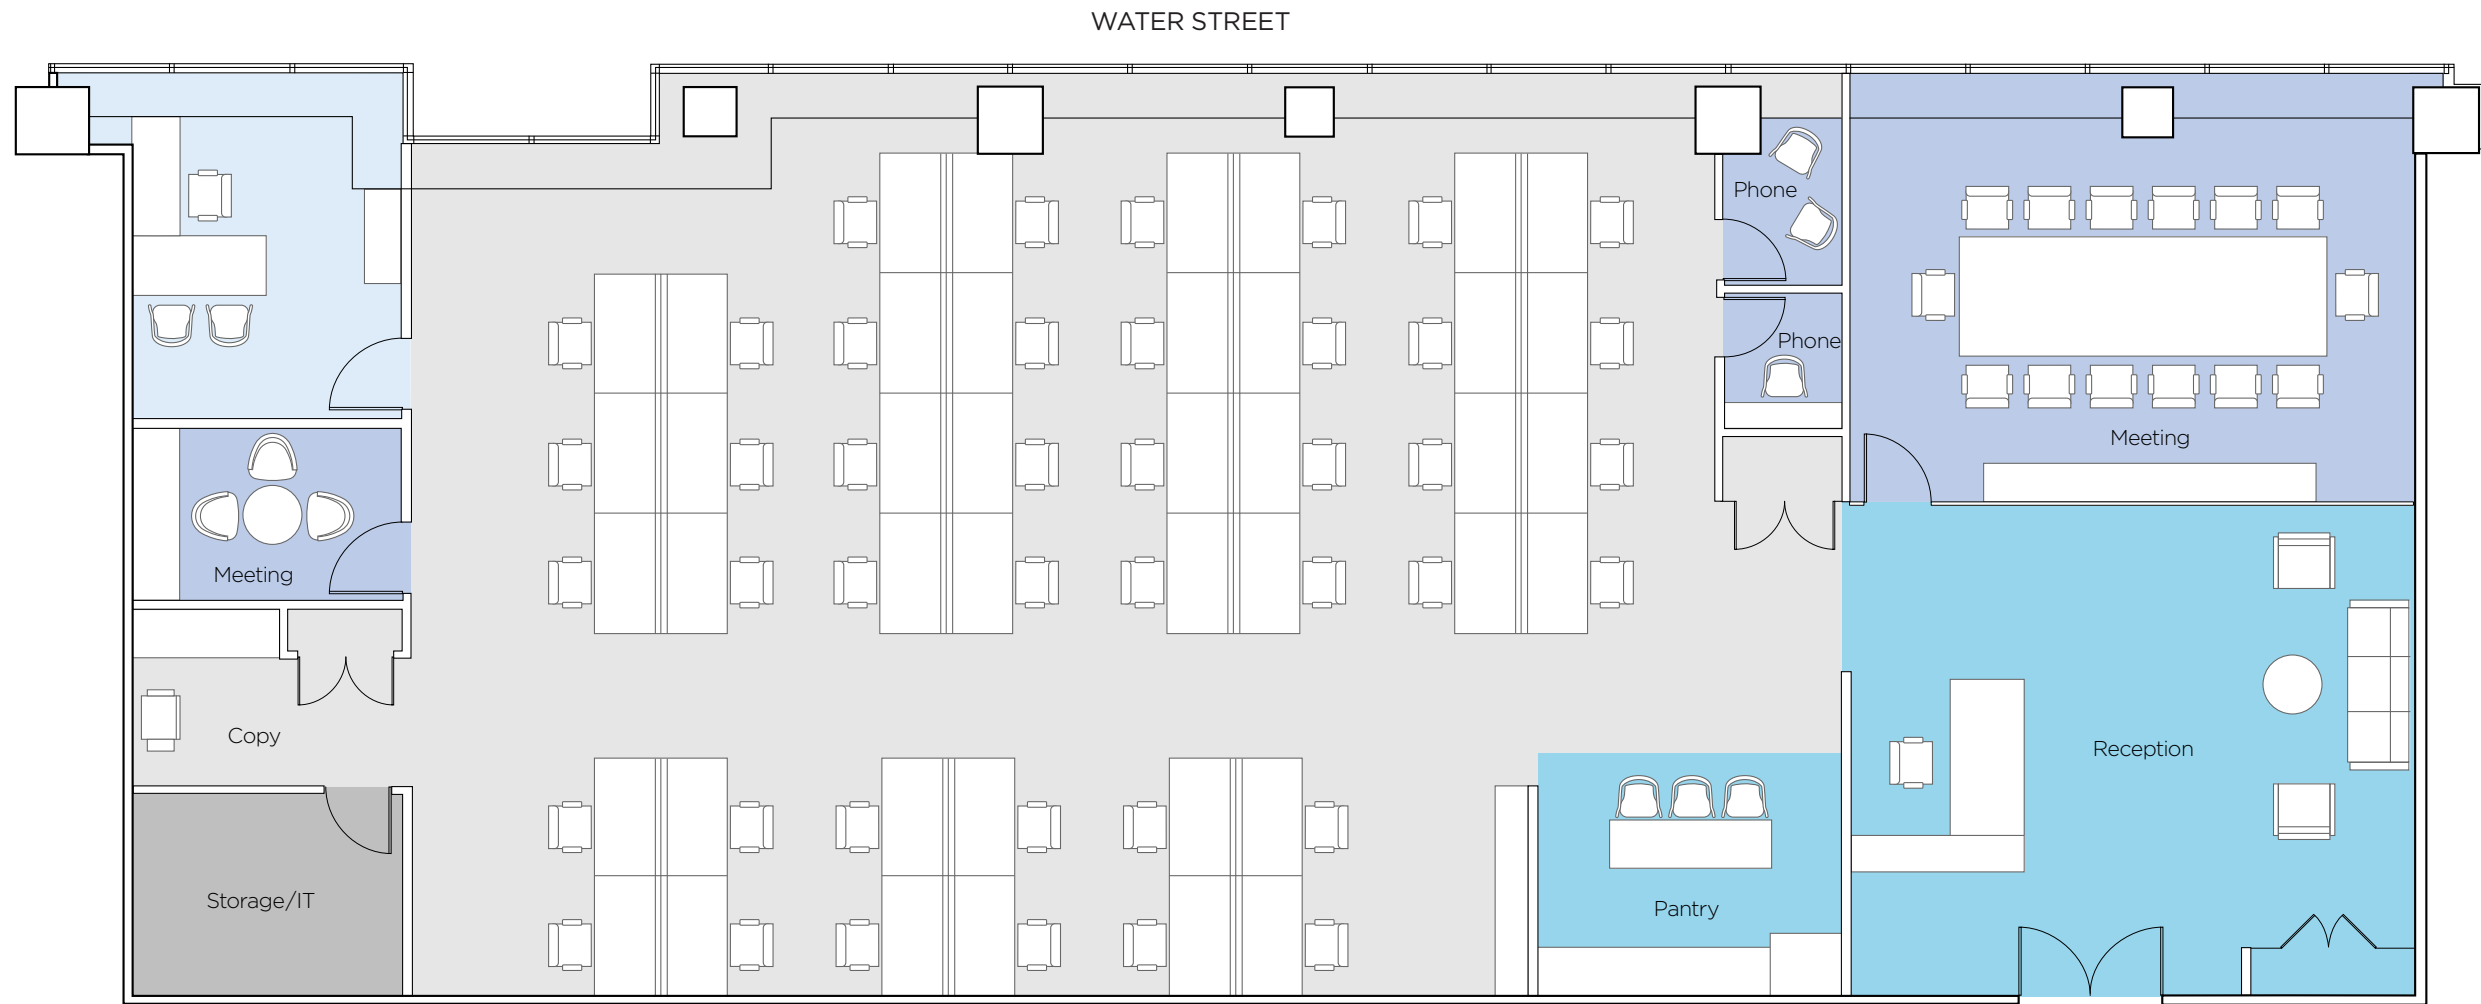 WATER STREET
Phone
Phone
Meeting
Meeting
Copy
Reception
Storage/IT
Pantry